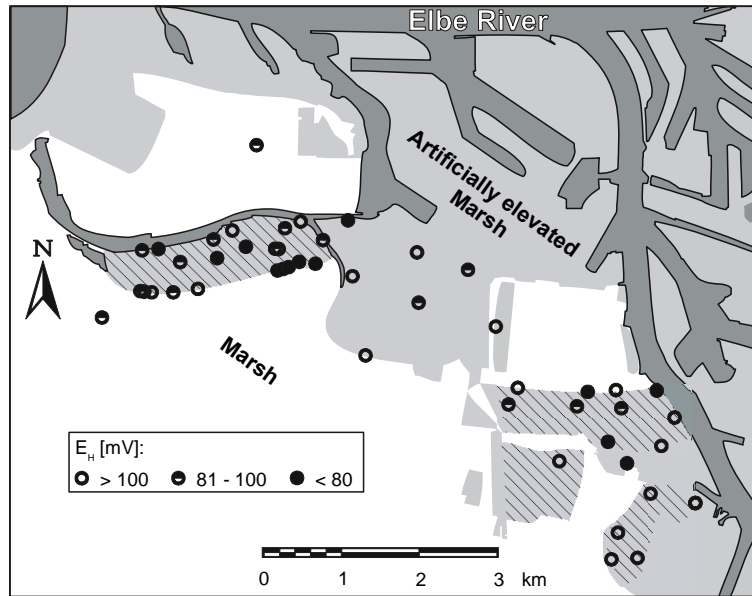 Elbe River
Artificially elevated
Marsh
N
Marsh
E_H [mV]:
> 100 81 - 100 < 80
0 1 2 3 km